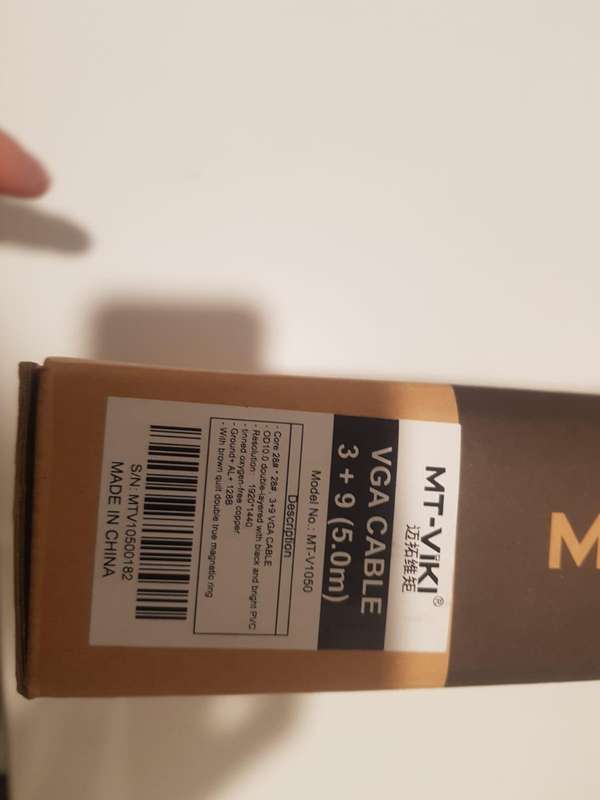 MT-ViKi®
迈拓维矩
VGA CABLE
3+9 (5.0m)
Model No.: MT-V1050
Description
- Core 28#* 28#, 3+9 VGA CABLE
- OD10.0 double-layered with black and bright PVC
- Resolution : 1920*1440
- tinned oxygen-free copper
- Ground+ AL+ 128B
- With brown quilt double true magnetic ring
S/N: MTV10500182
MADE IN CHINA
M